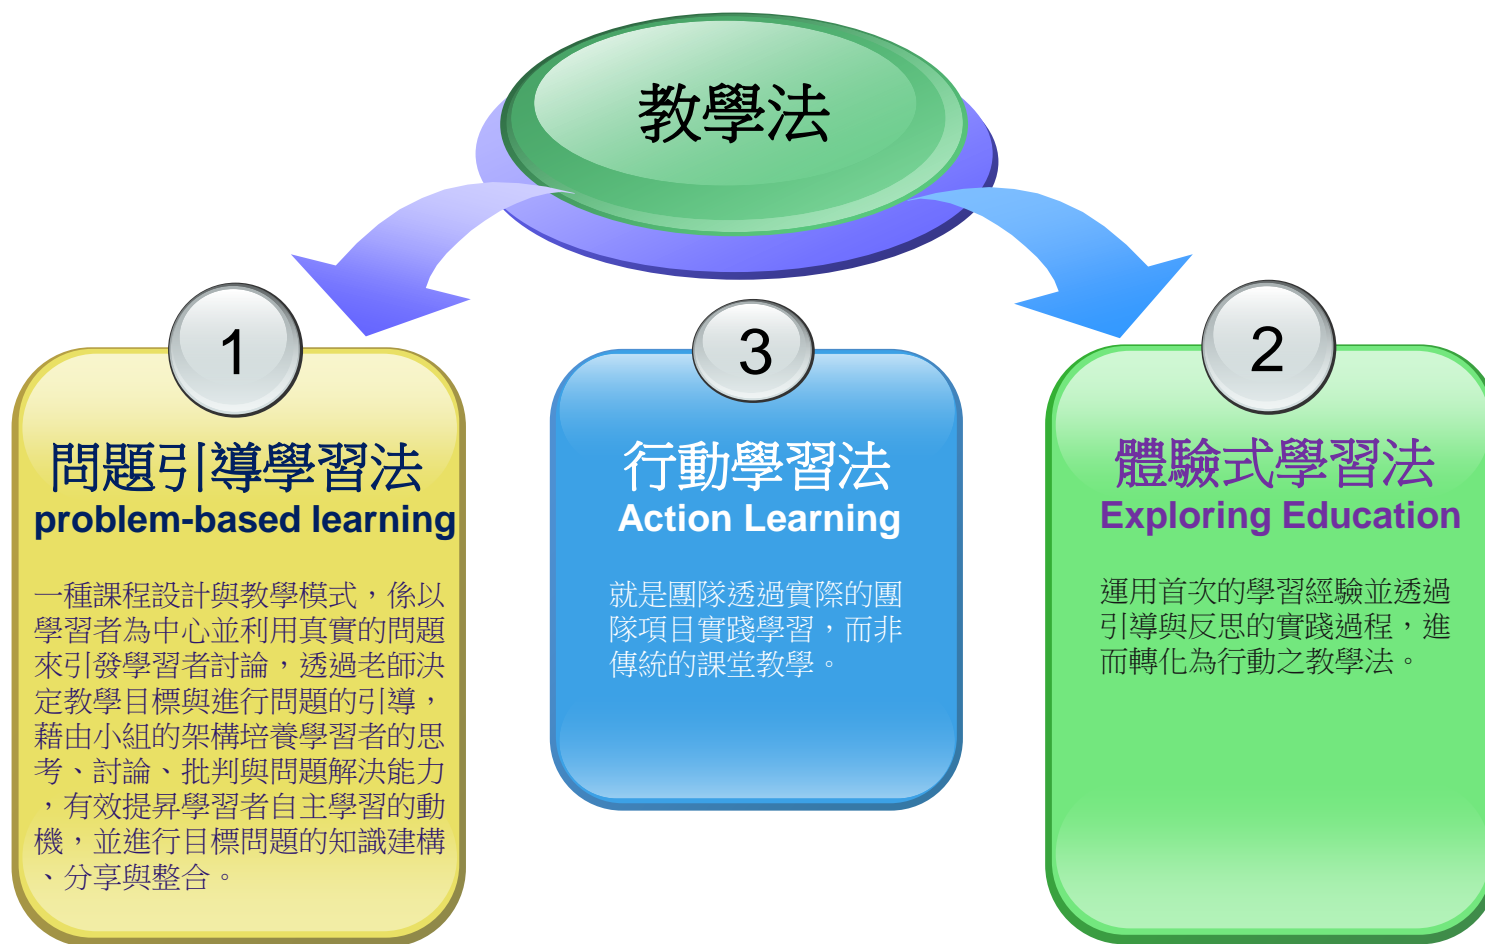 教學法
1
問題引導學習法
problem-based learning
一種課程設計與教學模式，係以
學習者為中心並利用真實的問題
來引發學習者討論，透過老師決
定教學目標與進行問題的引導，
藉由小組的架構培養學習者的思
考、討論、批判與問題解決能力
，有效提昇學習者自主學習的動
機，並進行目標問題的知識建構
、分享與整合。
3
行動學習法
Action Learning
就是團隊透過實際的團
隊項目實踐學習，而非
傳統的課堂教學。
2
體驗式學習法
Exploring Education
運用首次的學習經驗並透過
引導與反思的實踐過程，進
而轉化為行動之教學法。